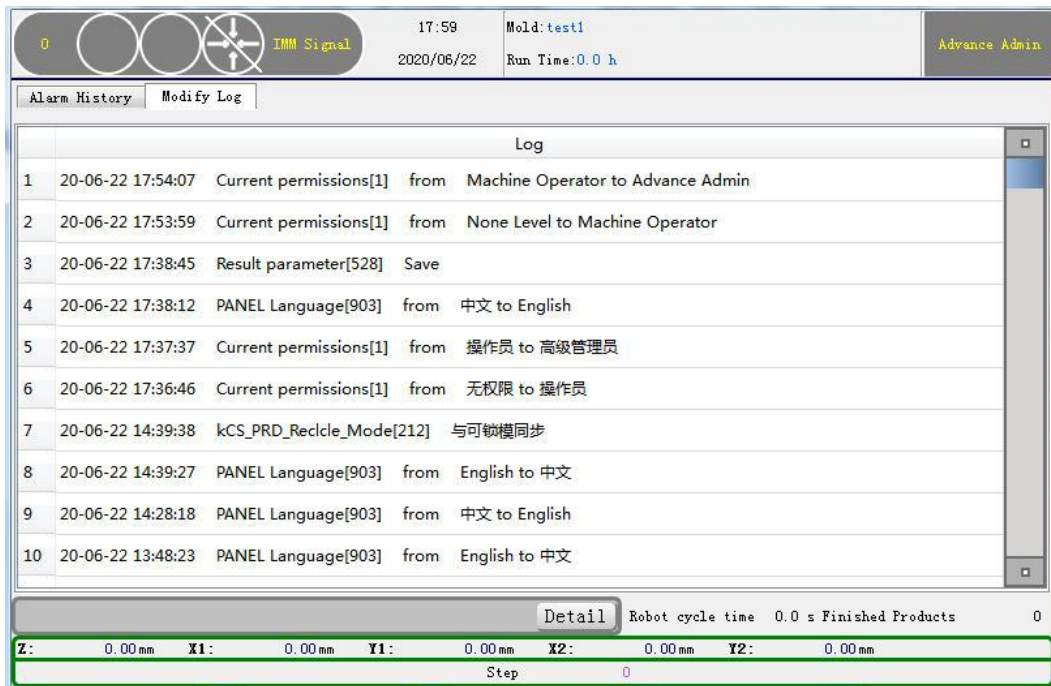 0 IMM Signal 17:59 Mold:test1 Advance Admin
2020/06/22 Run Time:0.0 h
Alarm History Modify Log
Log
1 20-06-22 17:54:07 Current permissions[1] from Machine Operator to Advance Admin
2 20-06-22 17:53:59 Current permissions[1] from None Level to Machine Operator
3 20-06-22 17:38:45 Result parameter[528] Save
4 20-06-22 17:38:12 PANEL Language[903] from 中文 to English
5 20-06-22 17:37:37 Current permissions[1] from 操作员 to 高级管理员
6 20-06-22 17:36:46 Current permissions[1] from 无权限 to 操作员
7 20-06-22 14:39:38 kCS_PRD_Reclcle_Mode[212] 与可锁模同步
8 20-06-22 14:39:27 PANEL Language[903] from English to 中文
9 20-06-22 14:28:18 PANEL Language[903] from 中文 to English
10 20-06-22 13:48:23 PANEL Language[903] from English to 中文
Detail Robot cycle time 0.0 s Finished Products 0
Z: 0.00 mm X1: 0.00 mm Y1: 0.00 mm X2: 0.00 mm Y2: 0.00 mm
Step 0